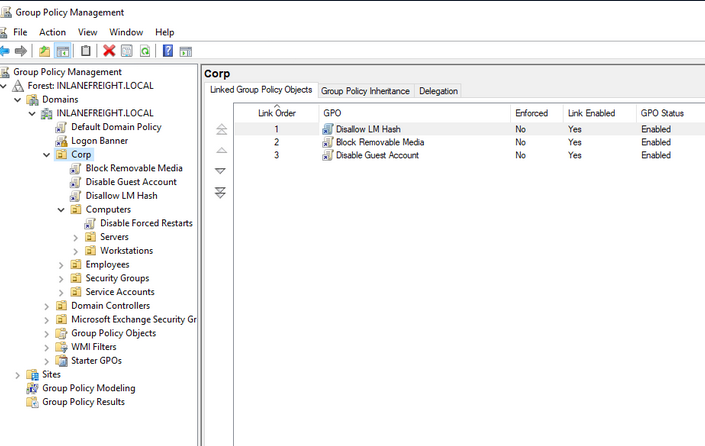 Group Policy Management
File Action View Window Help
Group Policy Management
Forest: INLANEFREIGHT.LOCAL
Domains
INLANEFREIGHT.LOCAL
Default Domain Policy
Logon Banner
Corp
Block Removable Media
Disable Guest Account
Disallow LM Hash
Computers
Disable Forced Restarts
Servers
Workstations
Employees
Security Groups
Service Accounts
Domain Controllers
Microsoft Exchange Security Gr
Group Policy Objects
WMI Filters
Starter GPOs
Sites
Group Policy Modeling
Group Policy Results
Corp
Linked Group Policy Objects Group Policy Inheritance Delegation
Link Order GPO Enforced Link Enabled GPO Status
1 Disallow LM Hash No Yes Enabled
2 Block Removable Media No Yes Enabled
3 Disable Guest Account No Yes Enabled